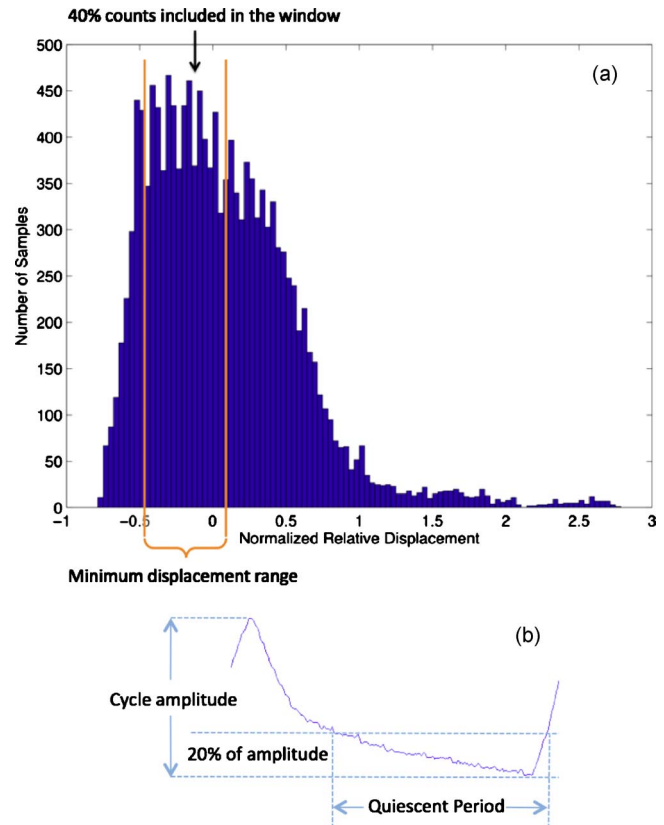 40% counts included in the window
(a)
500
450
400
350
300
250
200
150
100
50
0
Number of Samples
-1 -0.5 0 0.5 1 1.5 2 2.5 3
Normalized Relative Displacement
Minimum displacement range
(b)
Cycle amplitude
20% of amplitude
Quiescent Period